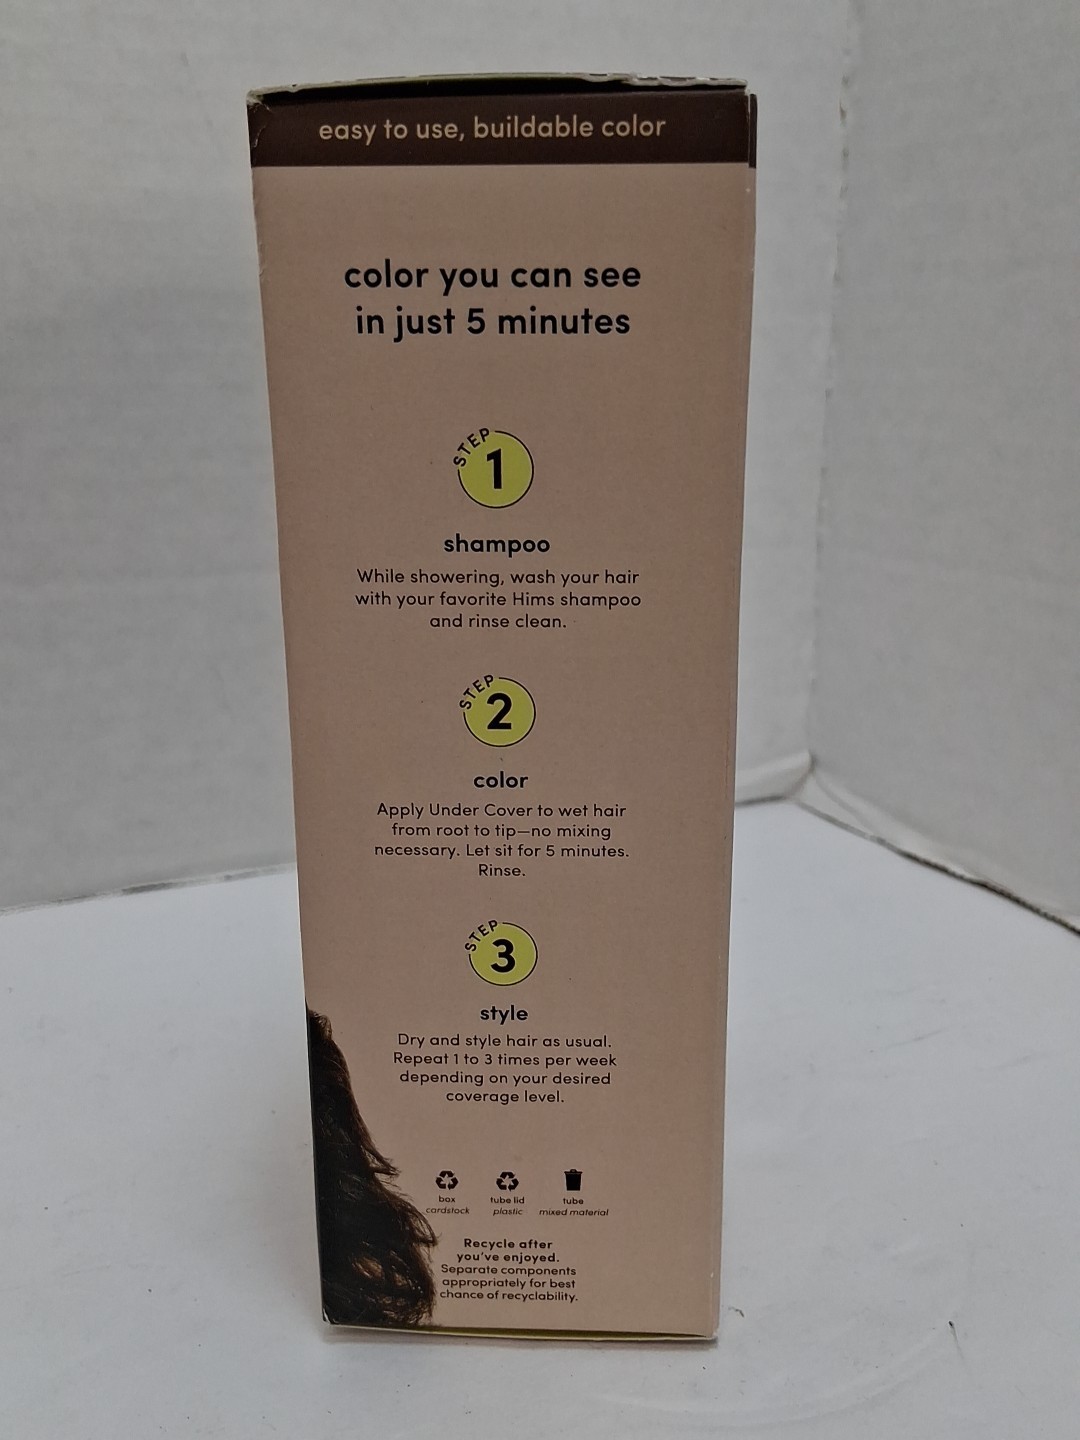 easy to use, buildable color
color you can see
in just 5 minutes
STEP
1
shampoo
While showering, wash your hair
with your favorite Hims shampoo
and rinse clean.
STEP
2
color
Apply Under Cover to wet hair
from root to tip—no mixing
necessary. Let sit for 5 minutes.
Rinse.
STEP
3
style
Dry and style hair as usual.
Repeat 1 to 3 times per week
depending on your desired
coverage level.
box tube lid tube
cardstock plastic mixed material
Recycle after
you've enjoyed.
Separate components
appropriately for best
chance of recyclability.